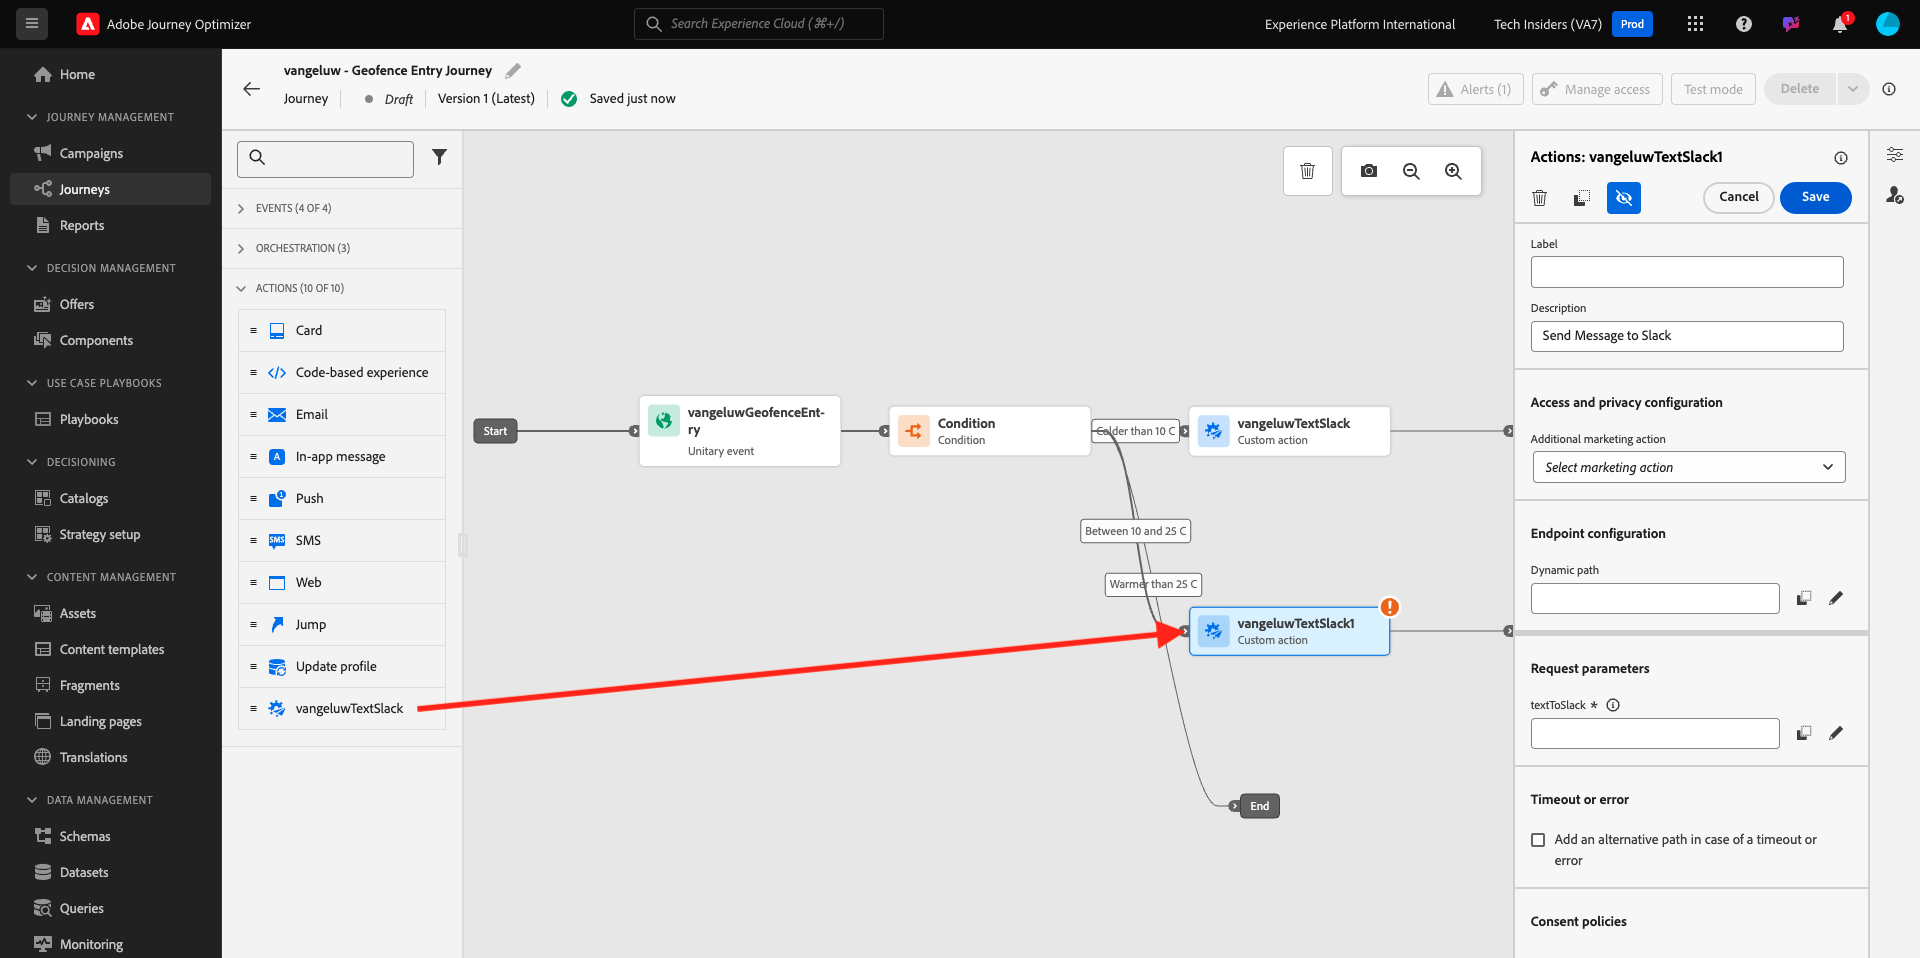 Adobe Journey Optimizer
Search Experience Cloud (⌘+/)
Experience Platform International
Tech Insiders (VA7)
Prod
1
Home
JOURNEY MANAGEMENT
Campaigns
Journeys
Reports
DECISION MANAGEMENT
Offers
Components
USE CASE PLAYBOOKS
Playbooks
DECISIONING
Catalogs
Strategy setup
CONTENT MANAGEMENT
Assets
Content templates
Fragments
Landing pages
Translations
DATA MANAGEMENT
Schemas
Datasets
Queries
Monitoring
vangeluw - Geofence Entry Journey
Journey
Draft
Version 1 (Latest)
Saved just now
Alerts (1)
Manage access
Test mode
Delete
EVENTS (4 OF 4)
ORCHESTRATION (3)
ACTIONS (10 OF 10)
Card
Code-based experience
Email
A
In-app message
1
Push
SMS
SMS
Web
Jump
Update profile
vangeluwTextSlack
Start
vangeluwGeofenceEnt-
ry
Unitary event
Condition
Condition
Colder than 10 C
vangeluwTextSlack
Custom action
Between 10 and 25 C
Warmer than 25 C
vangeluwTextSlack1
Custom action
End
Actions: vangeluwTextSlack1
Cancel
Save
Label
Description
Send Message to Slack
Access and privacy configuration
Additional marketing action
Select marketing action
Endpoint configuration
Dynamic path
Request parameters
textToSlack *
Timeout or error
Add an alternative path in case of a timeout or
error
Consent policies